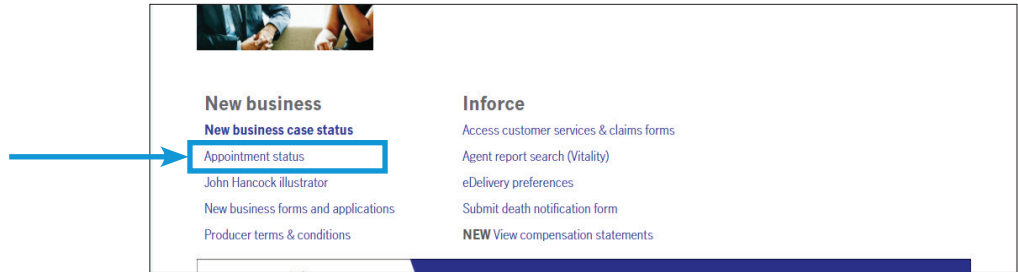 New business
New business case status
Appointment status
John Hancock illustrator
New business forms and applications
Producer terms & conditions
Inforce
Access customer services & claims forms
Agent report search (Vitality)
eDelivery preferences
Submit death notification form
NEW View compensation statements